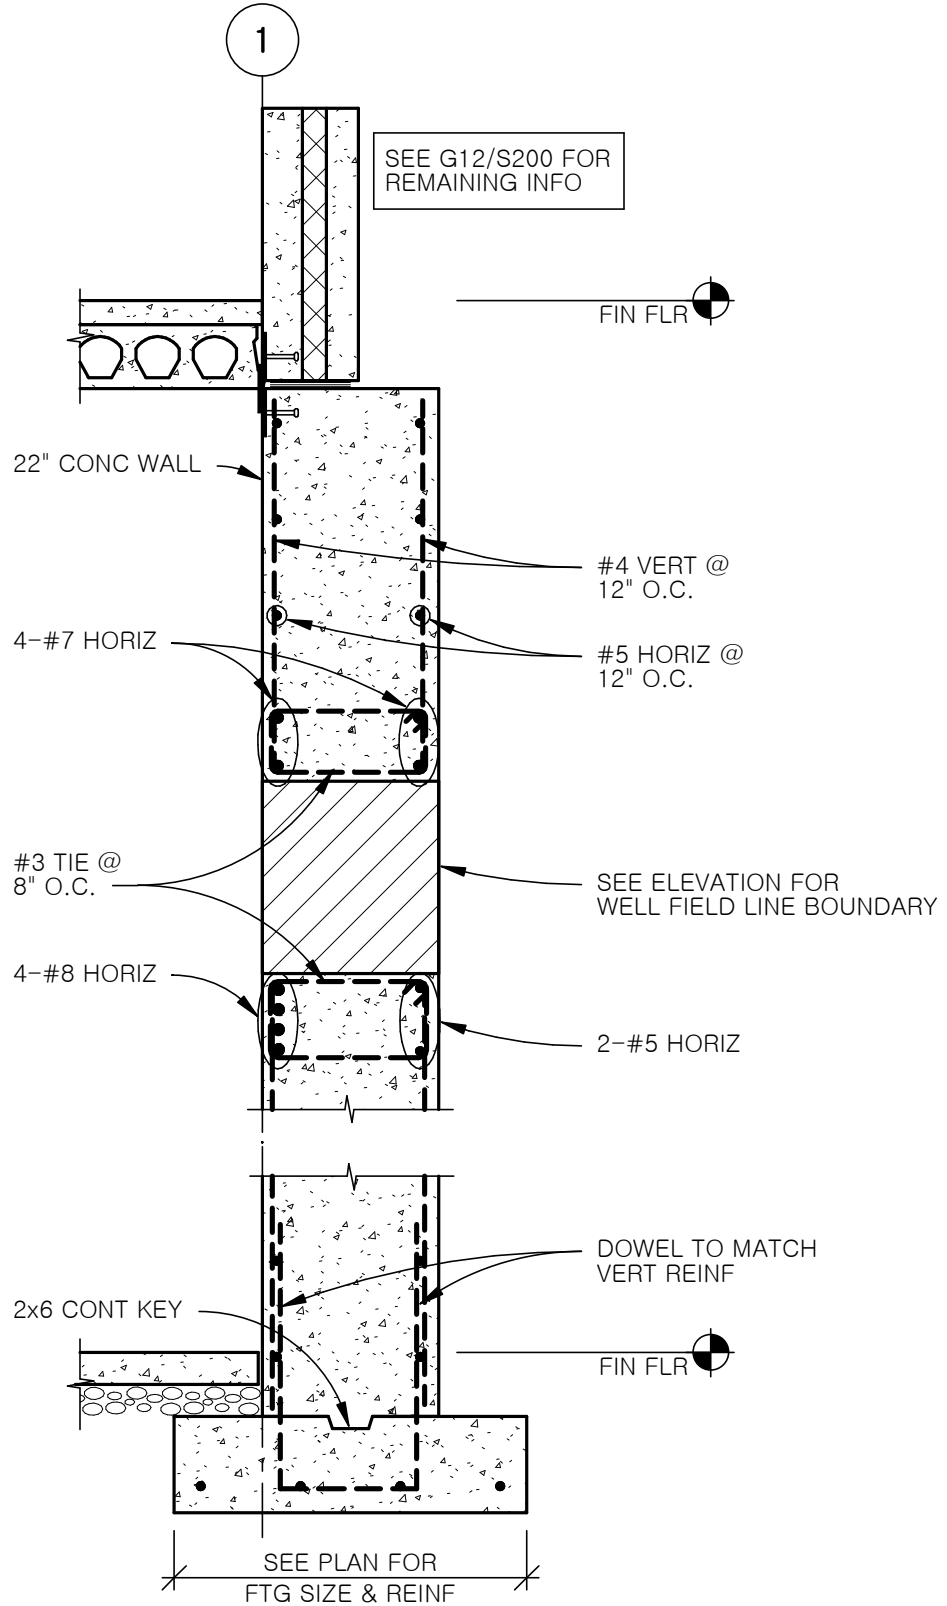 1
SEE G12/S200 FOR
REMAINING INFO
FIN FLR
22" CONC WALL
#4 VERT @
12" O.C.
4-#7 HORIZ
#5 HORIZ @
12" O.C.
#3 TIE @
8" O.C.
SEE ELEVATION FOR
WELL FIELD LINE BOUNDARY
4-#8 HORIZ
2-#5 HORIZ
DOWEL TO MATCH
VERT REINF
2x6 CONT KEY
FIN FLR
SEE PLAN FOR
FTG SIZE & REINF